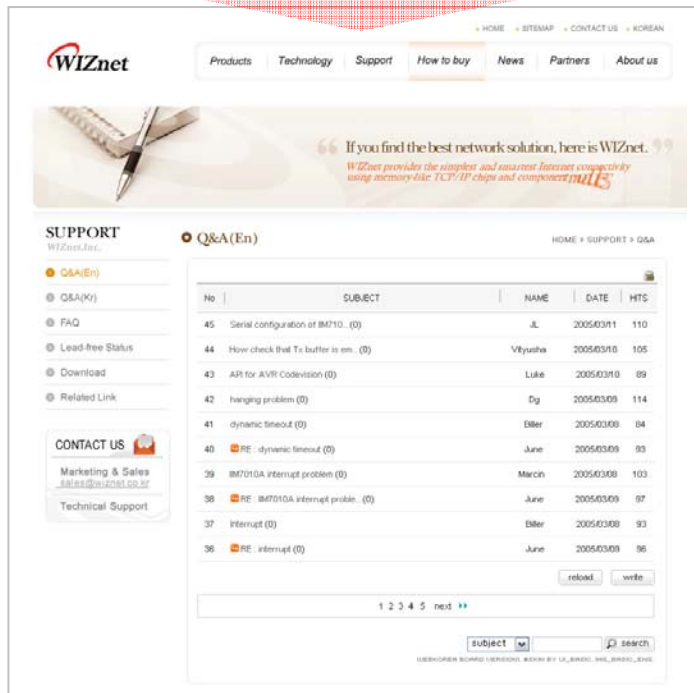 HOME SITEMAP CONTACT US KOREAN
WIZnet
Products Technology Support How to buy News Partners About us
If you find the best network solution, here is WIZnet.
WIZnet provides the simplest and smartest Internet connectivity
using memory-like TCP/IP chips and component
SUPPORT
WIZnet.Inc.
Q&A(En)
Q&A(Kr)
FAQ
Lead-free Status
Download
Related Link
CONTACT US
Marketing & Sales
sales@wiznet.co.kr
Technical Support
Q&A(En)
HOME > SUPPORT > Q&A
No SUBJECT NAME DATE HITS
45 Serial configuration of IIM710.. (0) JL 2005/03/11 110
44 How check that Tx buffer is em.. (0) Vityusha 2005/03/10 105
43 API for AVR Codevision (0) Luke 2005/03/10 89
42 hanging problem (0) Dg 2005/03/09 114
41 dynamic timeout (0) Biller 2005/03/08 84
40 RE : dynamic timeout (0) June 2005/03/09 93
39 IIM7010A interrupt problem (0) Marcin 2005/03/08 103
38 RE : IIM7010A interrupt proble.. (0) June 2005/03/09 97
37 Interrupt (0) Biller 2005/03/08 93
36 RE : interrupt (0) June 2005/03/09 96
reload write
1 2 3 4 5 next
subject search